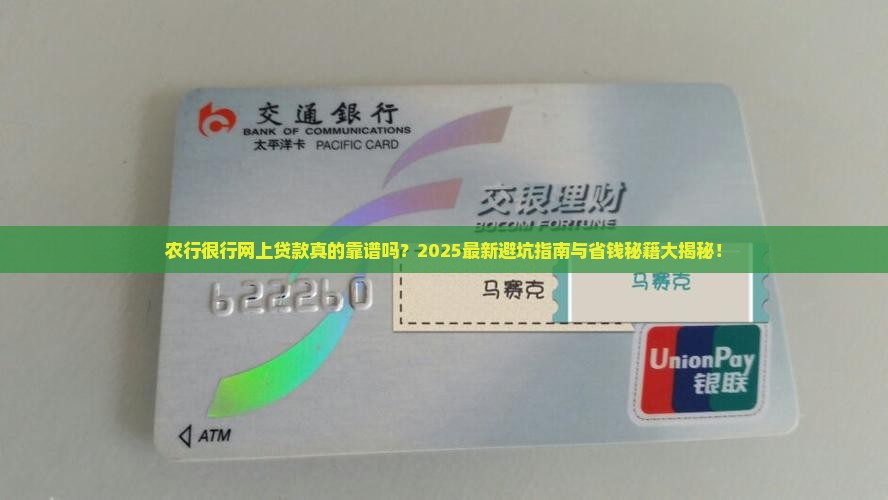 交通銀行
BANK OF COMMUNICATIONS
太平洋卡 PACIFIC CARD
交银理财
BOCOM FORTUNE
农行很行网上贷款真的靠谱吗？2025最新避坑指南与省钱秘籍大揭秘！
622260
马赛克
马赛克
UnionPay
银联
ATM